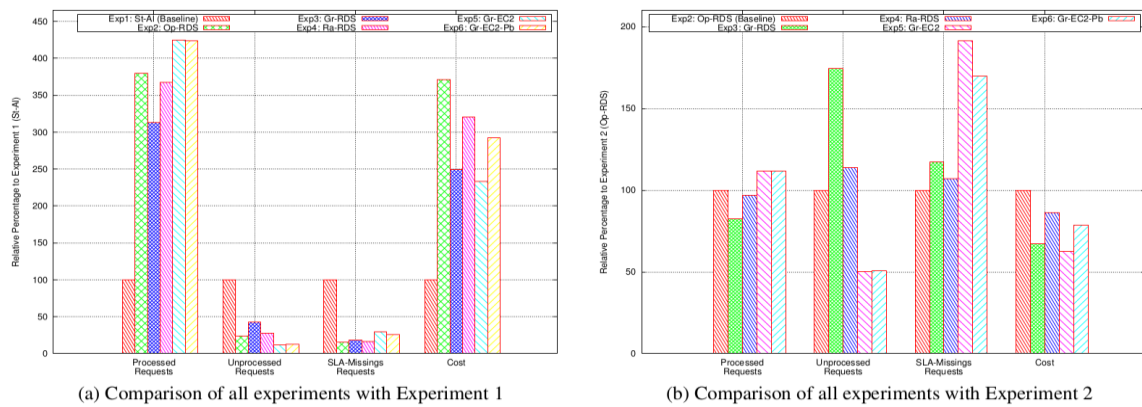 Exp1: St-Al (Baseline)
Exp2: Op-RDS
Exp3: Gr-RDS
Exp4: Ra-RDS
Exp5: Gr-EC2
Exp6: Gr-EC2-Pb
Relative Percentage to Experiment 1 (St-Al)
450
400
350
300
250
200
150
100
50
0
Processed
Requests
Unprocessed
Requests
SLA-Missings
Requests
Cost
(a) Comparison of all experiments with Experiment 1
Exp2: Op-RDS (Baseline)
Exp3: Gr-RDS
Exp4: Ra-RDS
Exp5: Gr-EC2
Exp6: Gr-EC2-Pb
Relative Percentage to Experiment 2 (Op-RDS)
200
150
100
50
0
Processed
Requests
Unprocessed
Requests
SLA-Missings
Requests
Cost
(b) Comparison of all experiments with Experiment 2